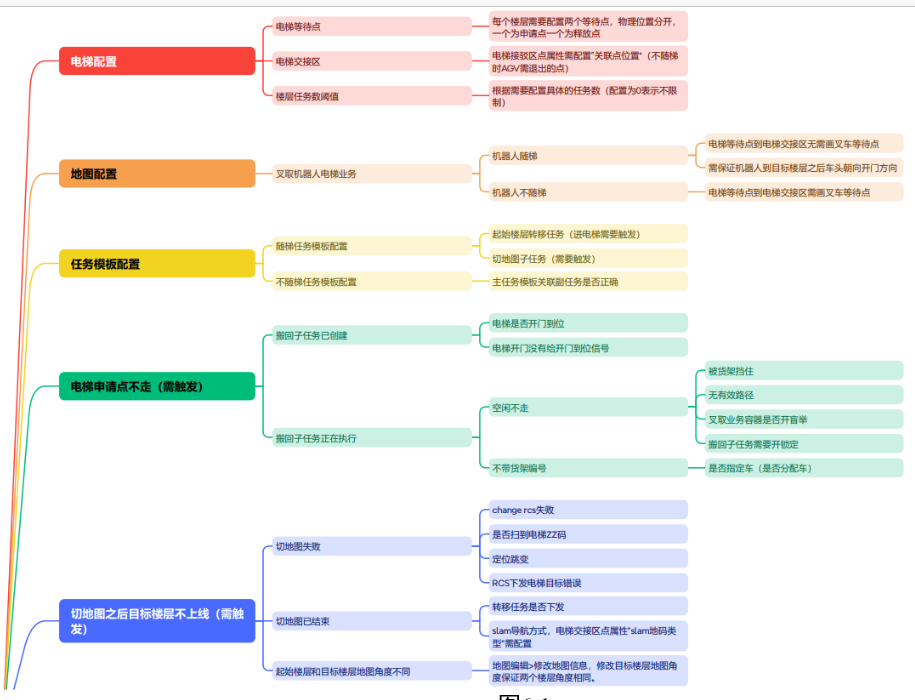 电梯配置
电梯等待点
每个楼层需要配置两个等待点，物理位置分开，
一个为申请点一个为释放点
电梯交接区
电梯接驳区点属性需配置"关联点位置"（不随梯
时AGV需退出的点）
楼层任务数阈值
根据需要配置具体的任务数（配置为0表示不限
制）
地图配置
叉取机器人电梯业务
机器人随梯
电梯等待点到电梯交接区无需画叉车等待点
需保证机器人到目标楼层之后车头朝向开门方向
机器人不随梯
电梯等待点到电梯交接区需画叉车等待点
任务模板配置
随梯任务模板配置
起始楼层转移任务（进电梯需要触发）
切地图子任务（需要触发）
不随梯任务模板配置
主任务模板关联副任务是否正确
电梯申请点不走（需触发）
搬回子任务已创建
电梯是否开门到位
电梯开门没有给开门到位信号
搬回子任务正在执行
空闲不走
被货架挡住
无有效路径
叉取业务容器是否开盲举
搬回子任务需要开锁定
不带货架编号
是否指定车（是否分配车）
切地图之后目标楼层不上线（需触
发）
切地图失败
change rcs失败
是否扫到电梯ZZ码
定位跳变
RCS下发电梯目标错误
切地图已结束
转移任务是否下发
slam导航方式，电梯交接区点属性"slam地码类
型"需配置
起始楼层和目标楼层地图角度不同
地图编辑>修改地图信息，修改目标楼层地图角
度保证两个楼层角度相同。